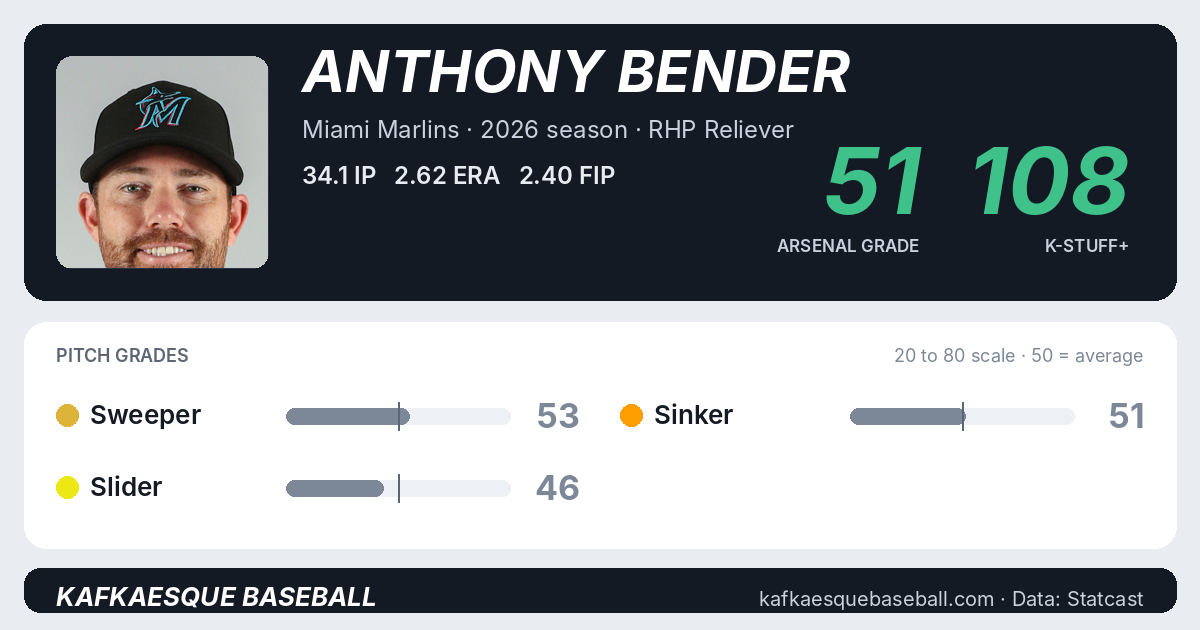 ANTHONY BENDER
Miami Marlins · 2026 season · RHP Reliever
34.1 IP 2.62 ERA 2.40 FIP
51 108
ARSENAL GRADE K-STUFF+
PITCH GRADES 20 to 80 scale · 50 = average
Sweeper 53 Sinker 51
Slider 46
KAFKAESQUE BASEBALL kafkaesquebaseball.com · Data: Statcast